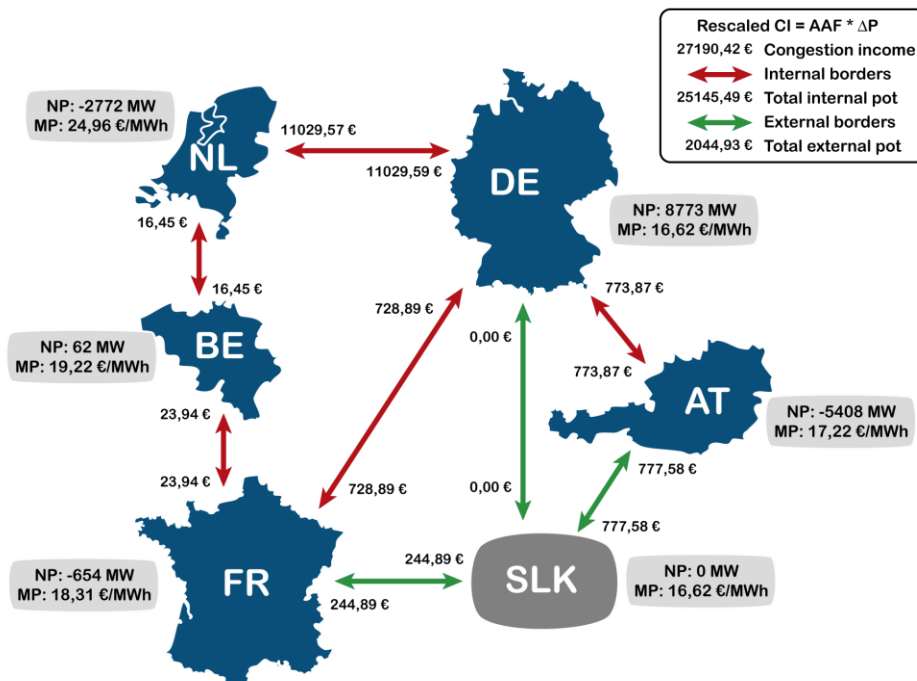 Rescaled CI = AAF * ΔP
27190,42 € Congestion income
Internal borders
25145,49 € Total internal pot
External borders
2044,93 € Total external pot
NP: -2772 MW
MP: 24,96 €/MWh
NL
11029,57 €
11029,59 €
DE
NP: 8773 MW
MP: 16,62 €/MWh
16,45 €
16,45 €
728,89 €
0,00 €
773,87 €
773,87 €
NP: 62 MW
MP: 19,22 €/MWh
BE
23,94 €
AT
NP: -5408 MW
MP: 17,22 €/MWh
23,94 €
728,89 €
0,00 €
777,58 €
777,58 €
NP: -654 MW
MP: 18,31 €/MWh
FR
244,89 €
244,89 €
SLK
NP: 0 MW
MP: 16,62 €/MWh